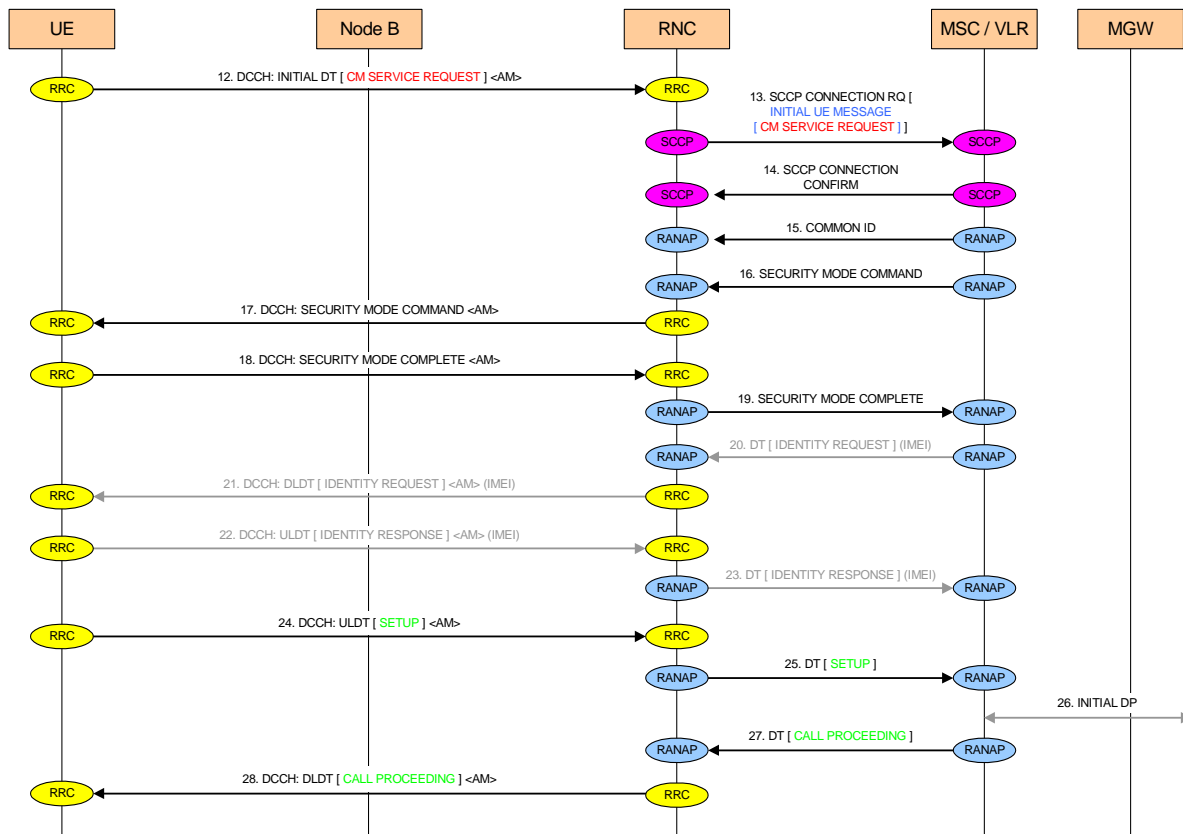 UE
Node B
RNC
MSC / VLR
MGW
12. DCCH: INITIAL DT [ CM SERVICE REQUEST ] <AM>
RRC
RRC
13. SCCP CONNECTION RQ [
INITIAL UE MESSAGE
[ CM SERVICE REQUEST ] ]
SCCP
SCCP
14. SCCP CONNECTION
CONFIRM
SCCP
SCCP
15. COMMON ID
RANAP
RANAP
16. SECURITY MODE COMMAND
RANAP
RANAP
17. DCCH: SECURITY MODE COMMAND <AM>
RRC
RRC
18. DCCH: SECURITY MODE COMPLETE <AM>
RRC
RRC
19. SECURITY MODE COMPLETE
RANAP
RANAP
20. DT [ IDENTITY REQUEST ] (IMEI)
RANAP
RANAP
21. DCCH: DLDT [ IDENTITY REQUEST ] <AM> (IMEI)
RRC
RRC
22. DCCH: ULDT [ IDENTITY RESPONSE ] <AM> (IMEI)
RRC
RRC
23. DT [ IDENTITY RESPONSE ] (IMEI)
RANAP
RANAP
24. DCCH: ULDT [ SETUP ] <AM>
RRC
RRC
25. DT [ SETUP ]
RANAP
RANAP
26. INITIAL DP
27. DT [ CALL PROCEEDING ]
RANAP
RANAP
28. DCCH: DLDT [ CALL PROCEEDING ] <AM>
RRC
RRC